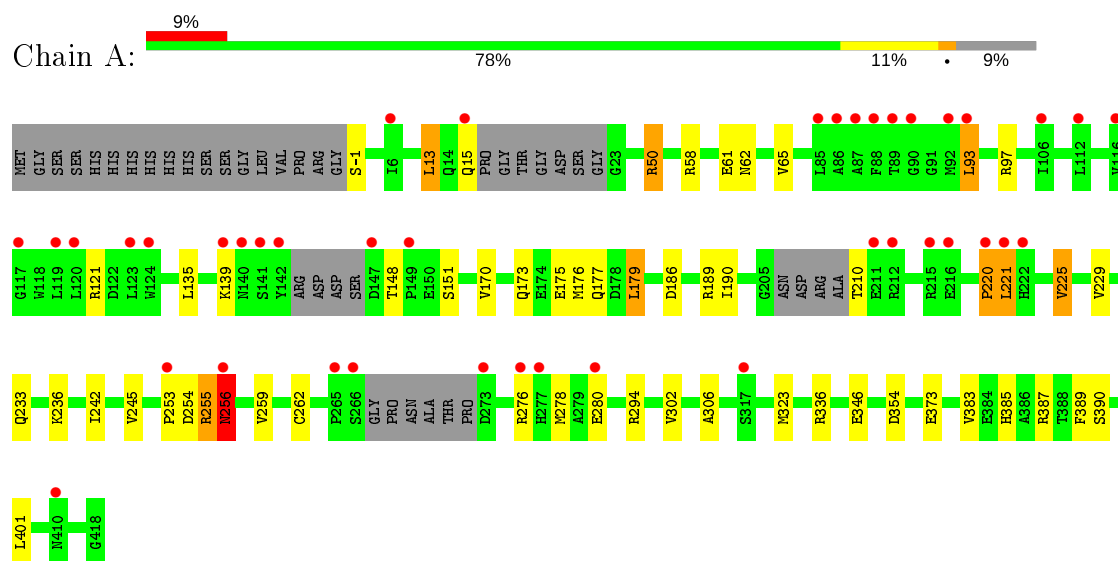 9%
Chain A:
78% 11% • 9%
MET GLY SER SER HIS HIS HIS HIS HIS HIS SER SER GLY LEU VAL PRO ARG GLY S-1 I6 L13 Q14 Q15 PRO GLY THR GLY ASP SER GLY G23 R50 R58 E61 N62 V65 L85 A86 A87 F88 T89 G90 G91 M92 L93 R97 I106 L112 V116
G117 W118 L119 L120 R121 D122 L123 W124 L135 K139 N140 S141 Y142 ARG ASP ASP SER D147 T148 P149 E150 S151 V170 Q173 E174 E175 M176 Q177 D178 L179 D186 R189 I190 G205 ASN ASP ARG ALA T210 E211 R212 R215 E216 P220 L221 H222 V225 V229
Q233 K236 I242 V245 P253 D254 R255 N256 V259 C262 P265 S266 GLY PRO ASN ALA THR PRO D273 R276 H277 M278 A279 E280 R294 V302 A306 S317 M323 R336 E346 D354 E373 V383 E384 H385 A386 R387 T388 F389 S390
L401 N410 G418